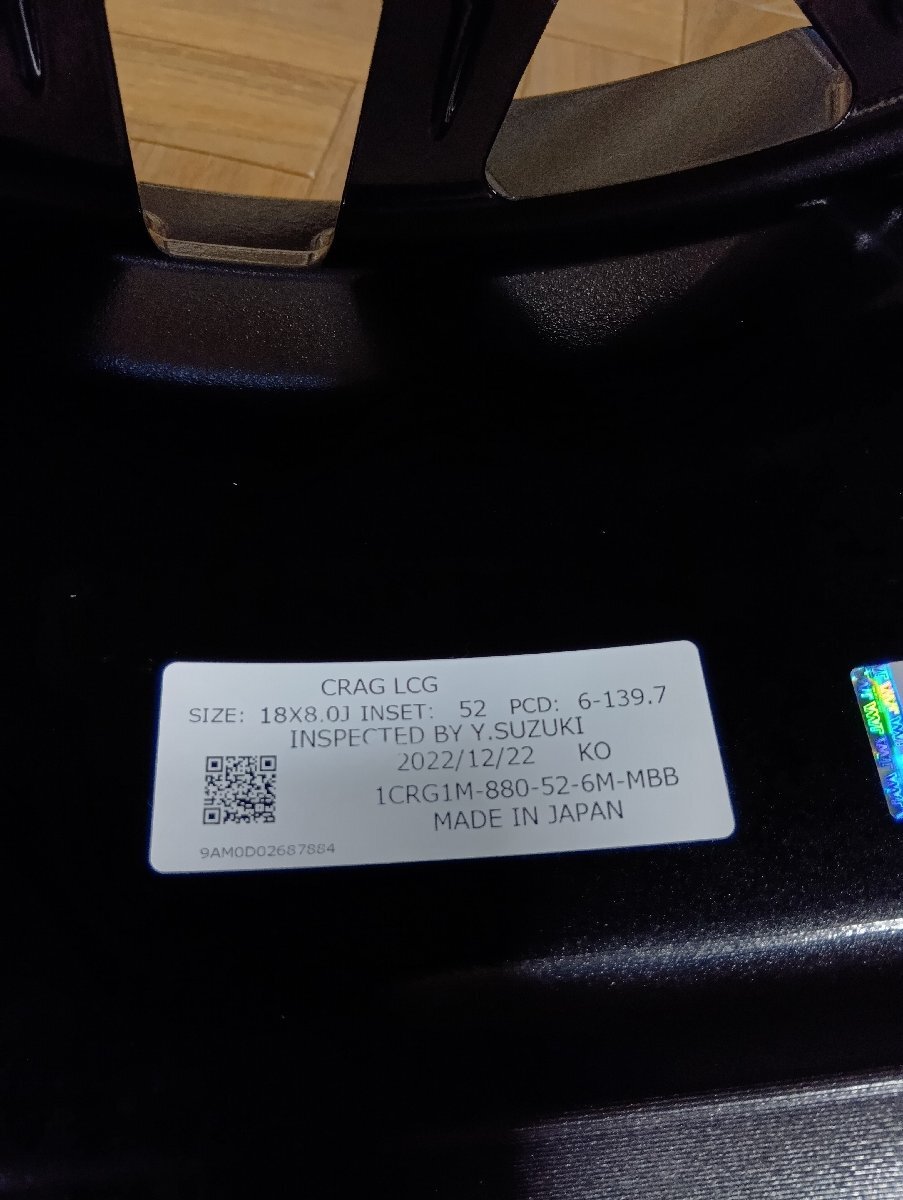 CRAG LCG
SIZE: 18X8.0J INSET: 52 PCD: 6-139.7
INSPECTED BY Y.SUZUKI
2022/12/22 KO
1CRG1M-880-52-6M-MBB
MADE IN JAPAN
9AM0D02687884
JWL